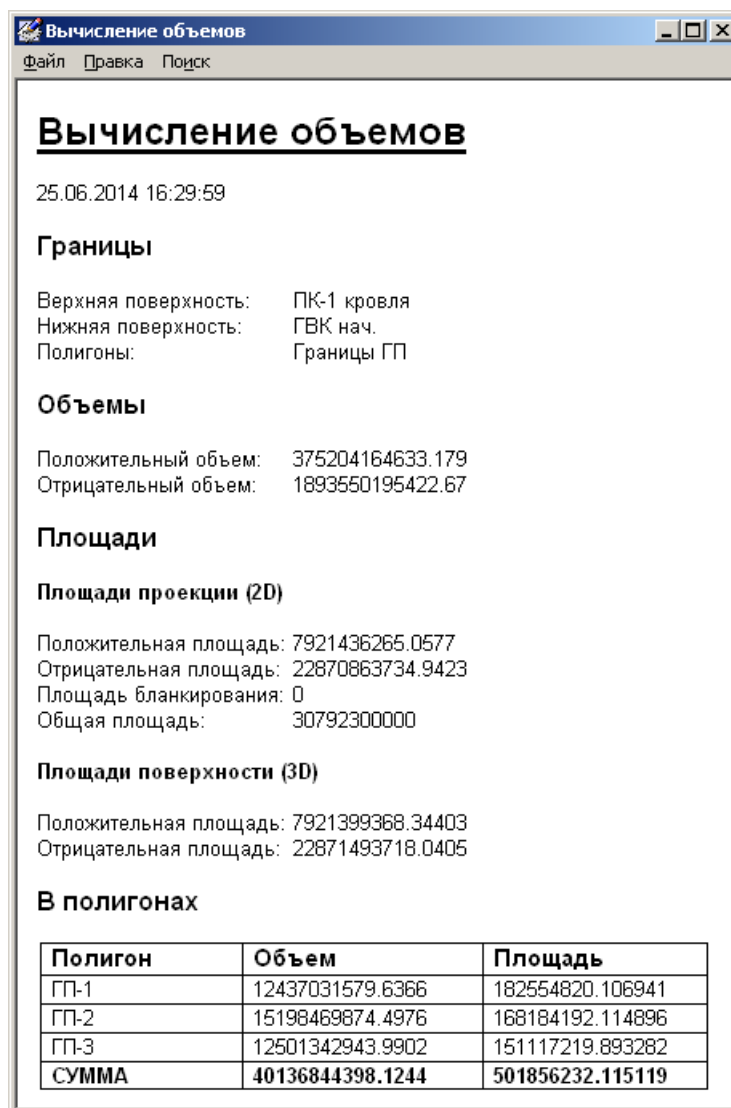 Вычисление объемов
Файл Правка Поиск
Вычисление объемов
25.06.2014 16:29:59
Границы
Верхняя поверхность: ПК-1 кровля
Нижняя поверхность: ГВК нач.
Полигоны: Границы ГП
Объемы
Положительный объем: 375204164633.179
Отрицательный объем: 1893550195422.67
Площади
Площади проекции (2D)
Положительная площадь: 7921436265.0577
Отрицательная площадь: 22870863734.9423
Площадь бланкирования: 0
Общая площадь: 30792300000
Площади поверхности (3D)
Положительная площадь: 7921399368.34403
Отрицательная площадь: 22871493718.0405
В полигонах
Полигон Объем Площадь
ГП-1 12437031579.6366 182554820.106941
ГП-2 15198469874.4976 168184192.114896
ГП-3 12501342943.9902 151117219.893282
СУММА 40136844398.1244 501856232.115119